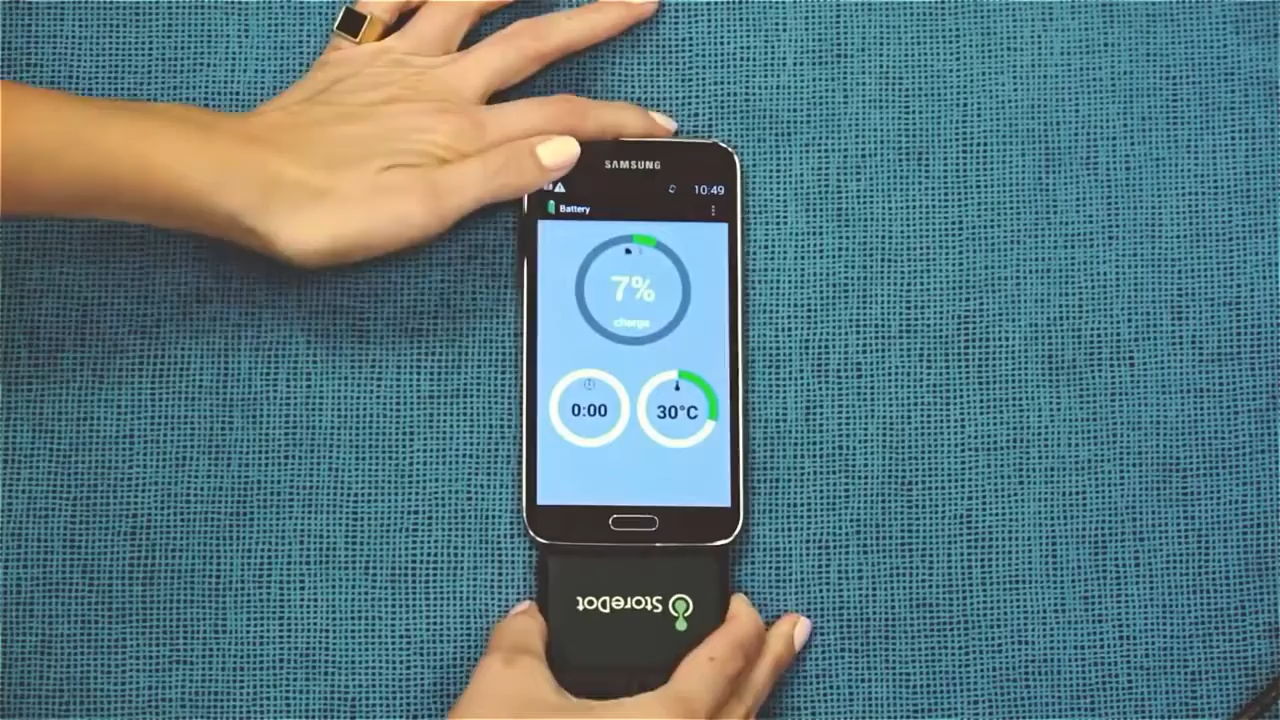 SAMSUNG
10:49
Battery
7%
charge
0:00
30°C
StoreDot